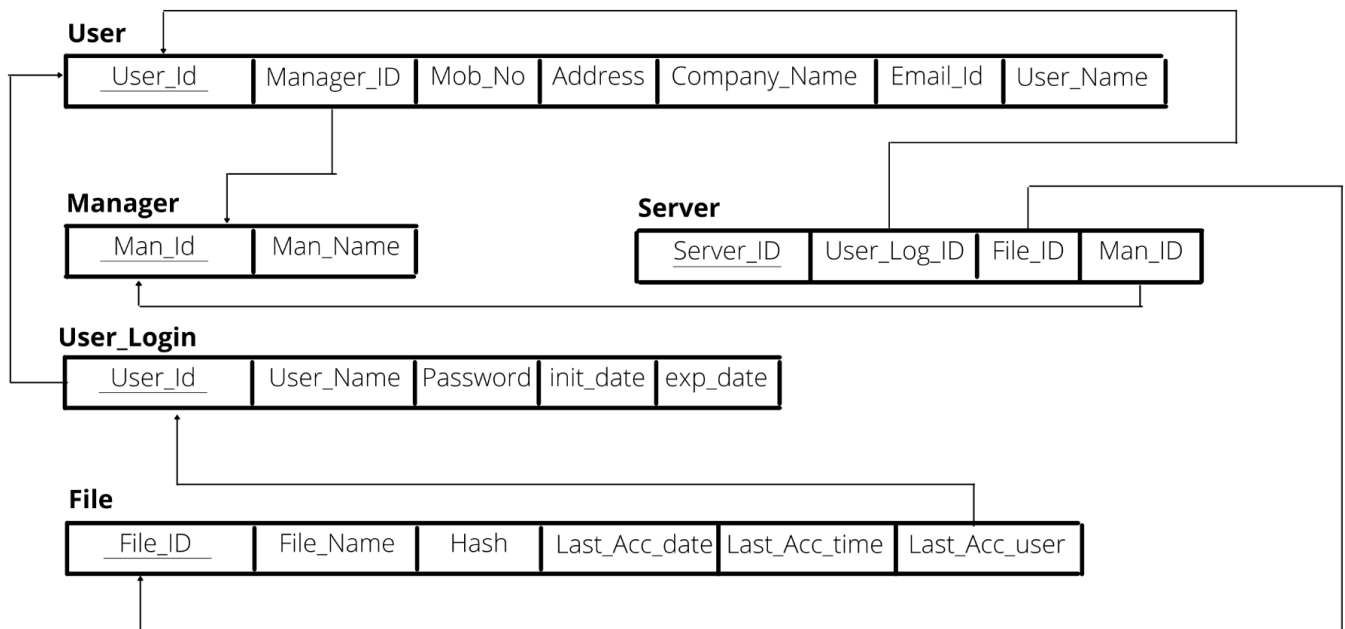 User
User_Id Manager_ID Mob_No Address Company_Name Email_Id User_Name
Manager
Man_Id Man_Name
Server
Server_ID User_Log_ID File_ID Man_ID
User_Login
User_Id User_Name Password init_date exp_date
File
File_ID File_Name Hash Last_Acc_date Last_Acc_time Last_Acc_user